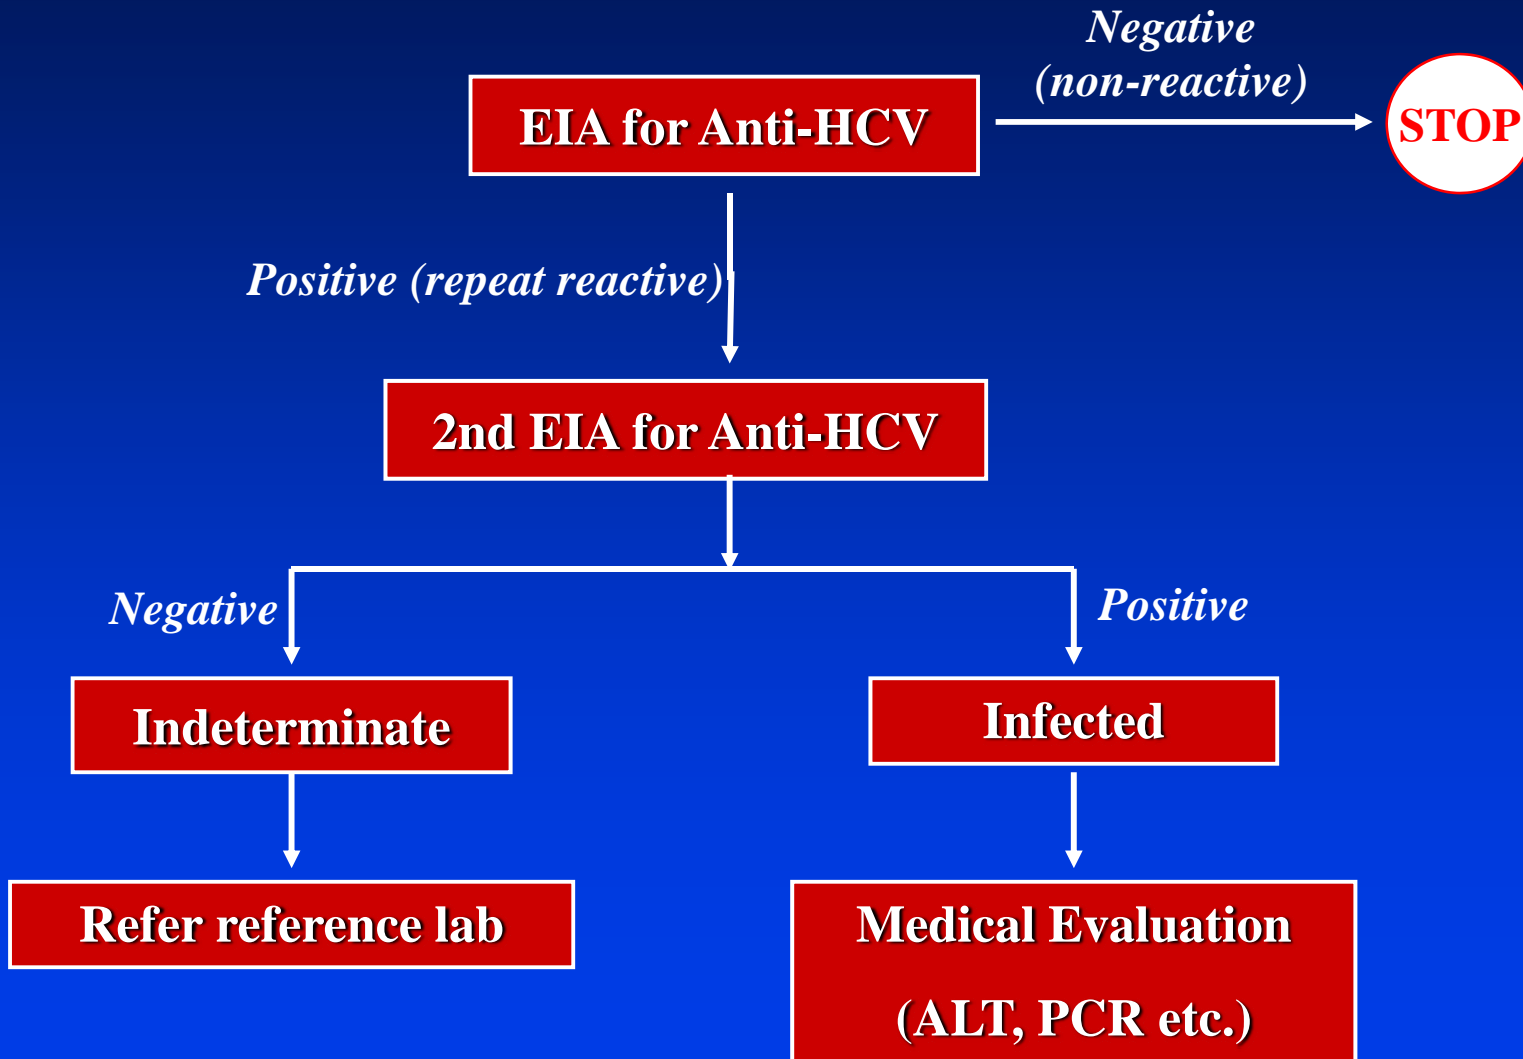 Negative
(non-reactive)
EIA for Anti-HCV
STOP
Positive (repeat reactive)
2nd EIA for Anti-HCV
Negative
Positive
Indeterminate
Infected
Refer reference lab
Medical Evaluation
(ALT, PCR etc.)